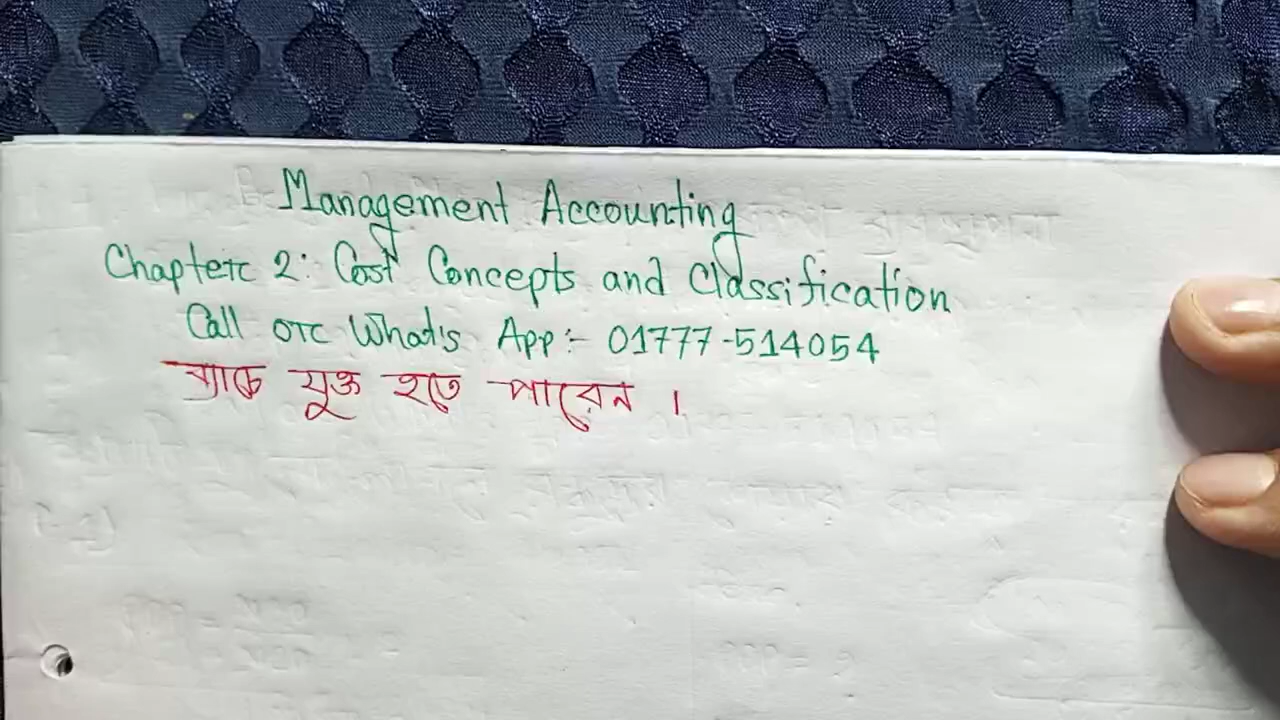 Management Accounting
Chapter 2: Cost Concepts and Classification
Call or What's App:- 01777-514054
ব্যাচে যুক্ত হতে পারেন ।